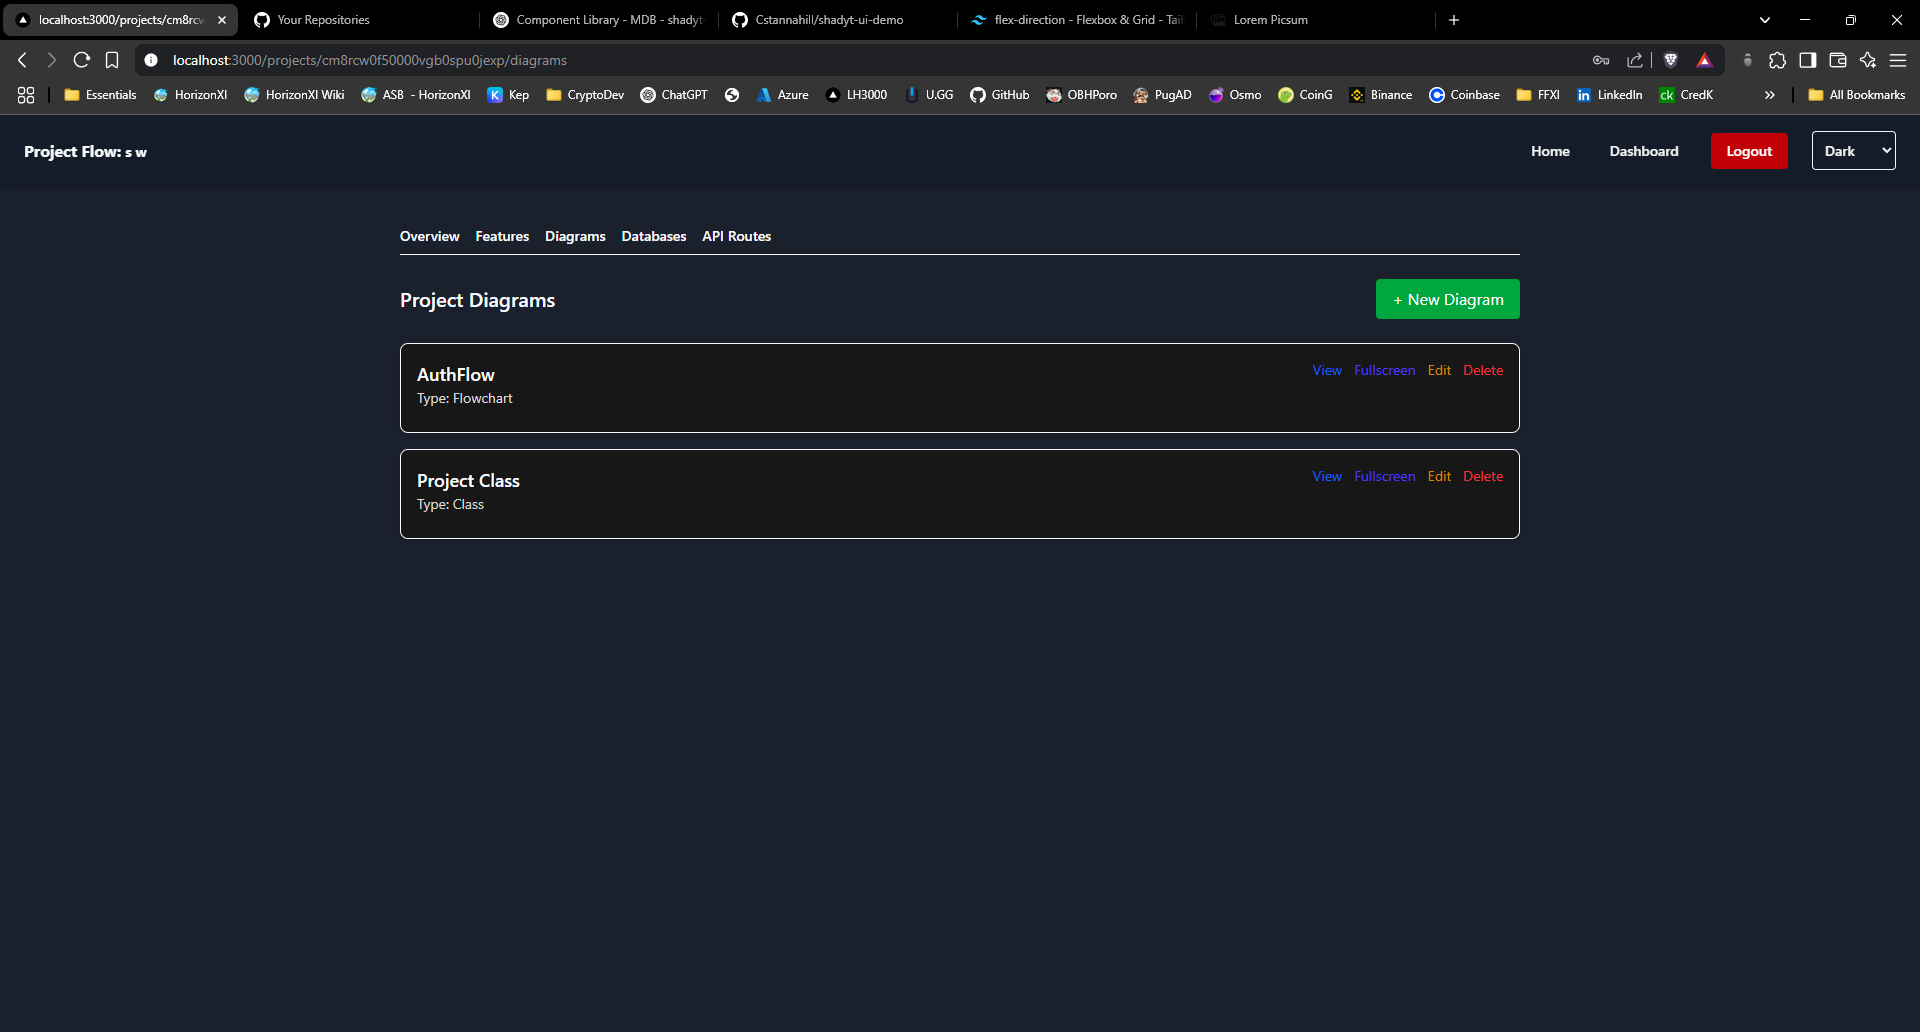 localhost:3000/projects/cm8rcw
Your Repositories
Component Library - MDB - shadyt-
Cstannahill/shadyt-ui-demo
flex-direction - Flexbox & Grid - Tail
Lorem Picsum
localhost:3000/projects/cm8rcw0f50000vgb0spu0jexp/diagrams
Essentials
HorizonXI
HorizonXI Wiki
ASB - HorizonXI
Kep
CryptoDev
ChatGPT
Azure
LH3000
U.GG
GitHub
OBHPoro
PugAD
Osmo
CoinG
Binance
Coinbase
FFXI
LinkedIn
ck CredK
All Bookmarks
Project Flow: s w
Home
Dashboard
Logout
Dark
Overview
Features
Diagrams
Databases
API Routes
Project Diagrams
+ New Diagram
AuthFlow
View Fullscreen Edit Delete
Type: Flowchart
Project Class
View Fullscreen Edit Delete
Type: Class